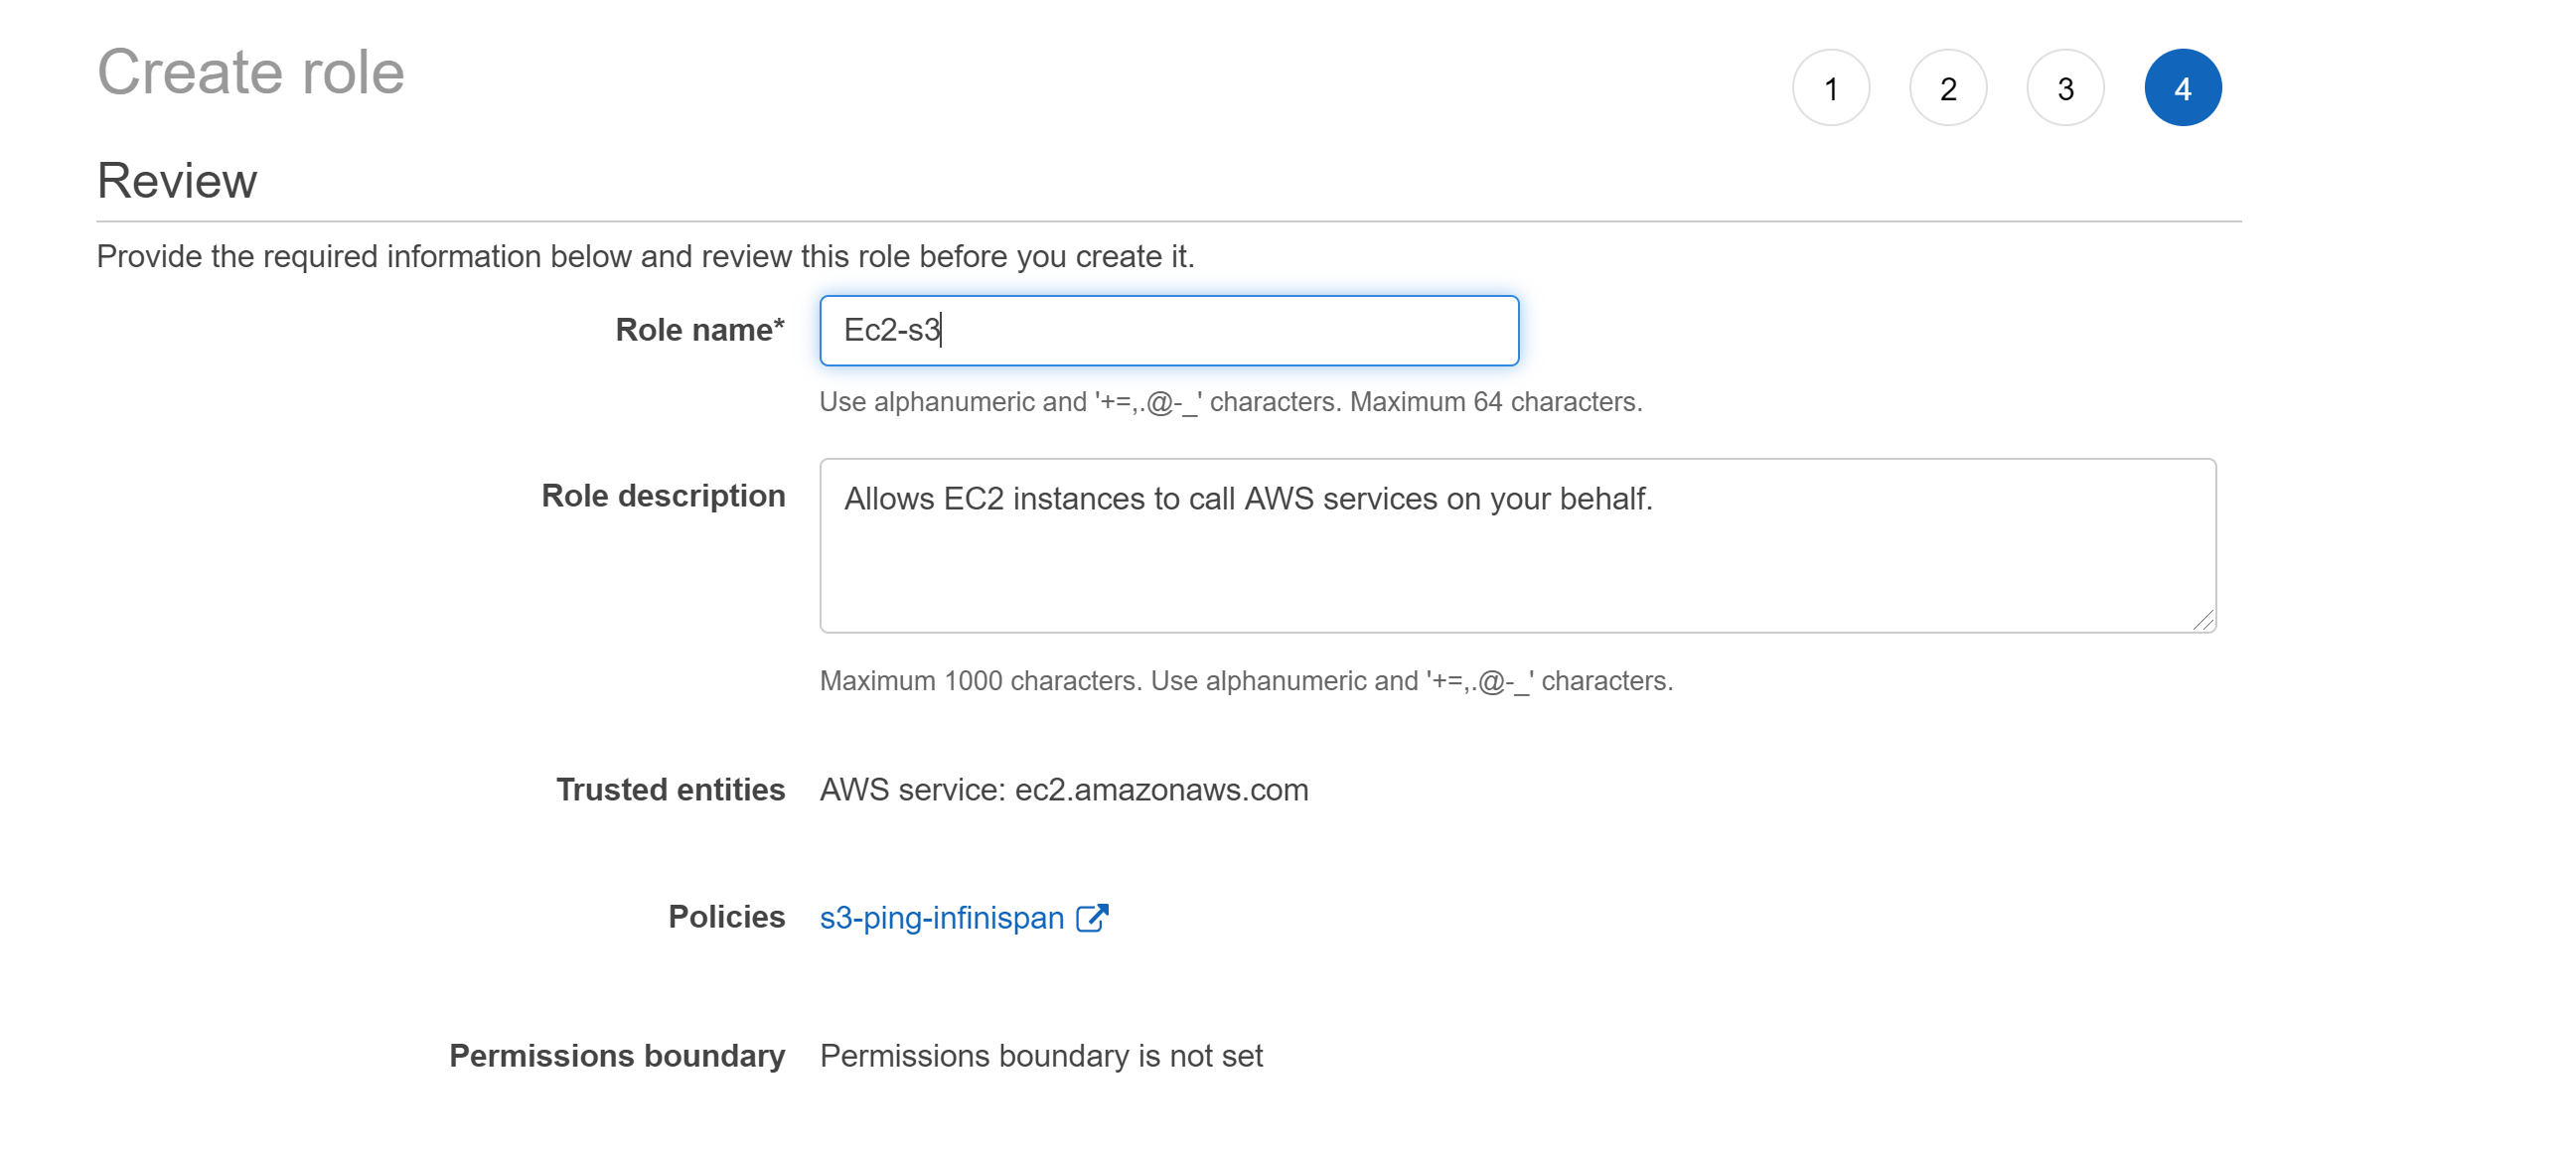 Create role
1 2 3 4
Review
Provide the required information below and review this role before you create it.
Role name* Ec2-s3
Use alphanumeric and '+=,.@-_' characters. Maximum 64 characters.
Role description Allows EC2 instances to call AWS services on your behalf.
Maximum 1000 characters. Use alphanumeric and '+=,.@-_' characters.
Trusted entities AWS service: ec2.amazonaws.com
Policies s3-ping-infinispan
Permissions boundary Permissions boundary is not set